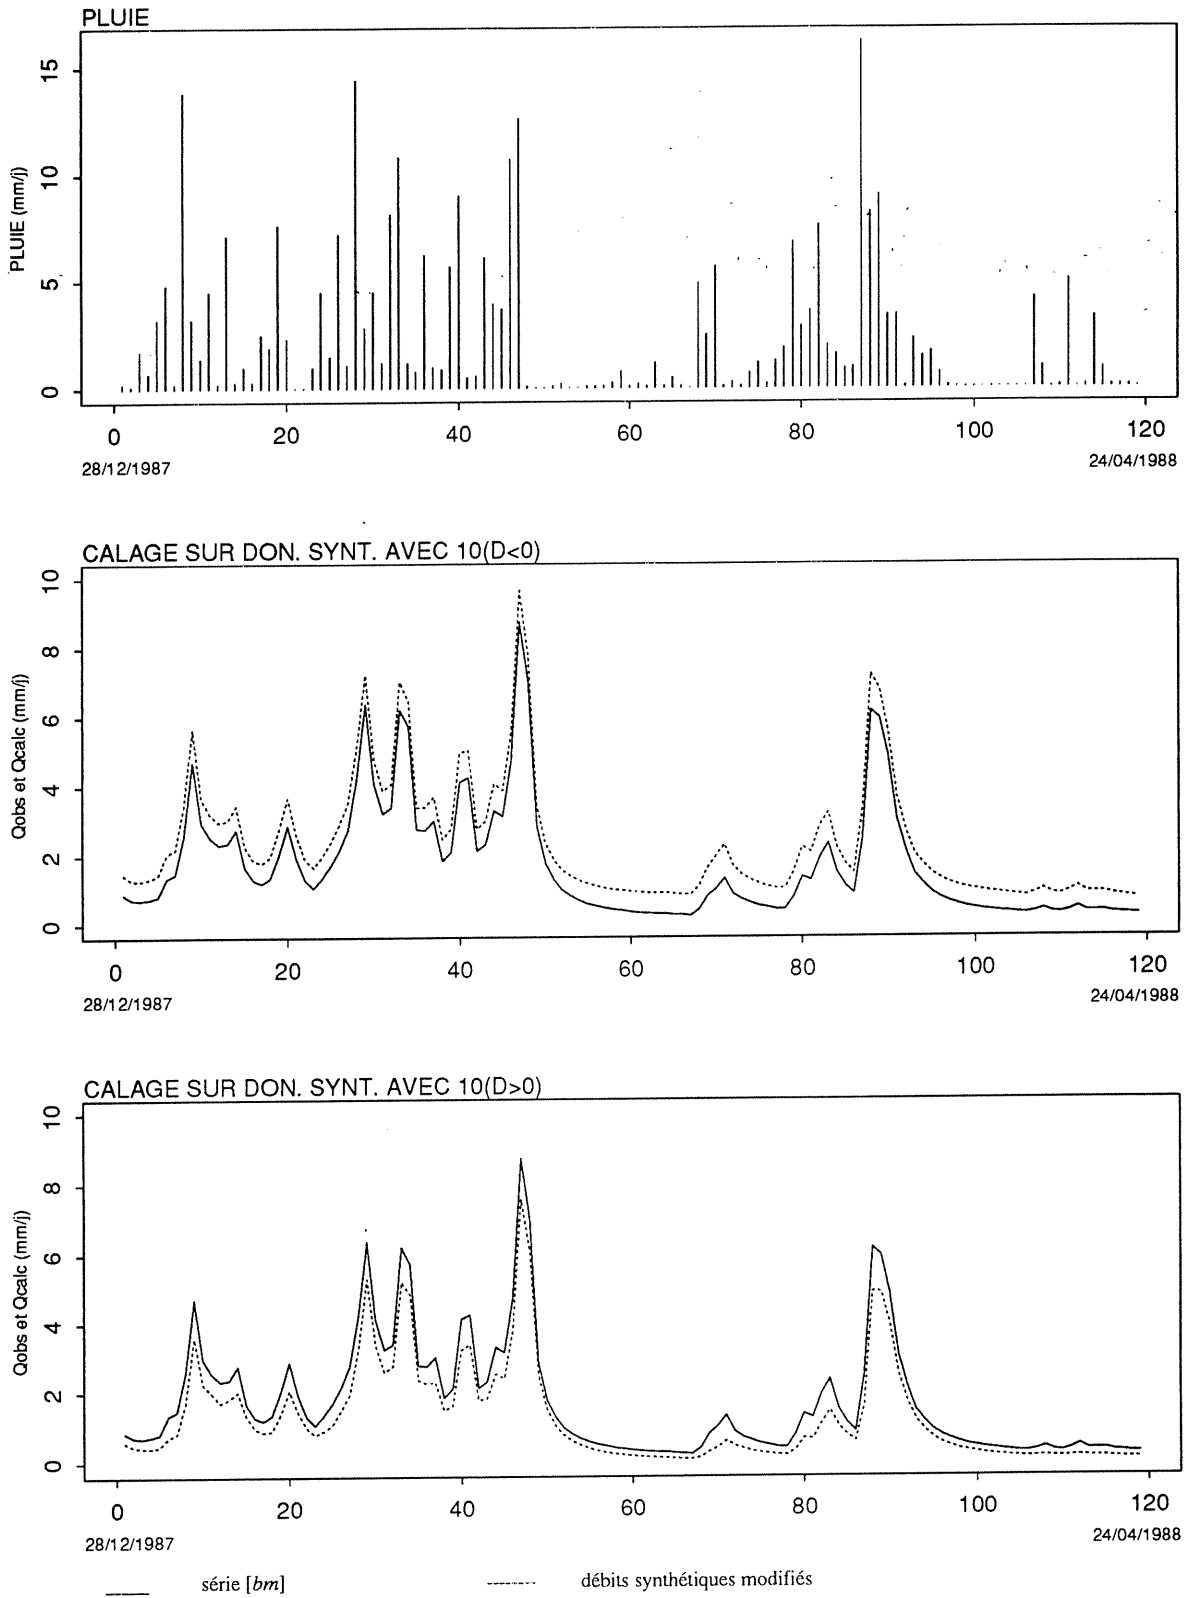 PLUIE
PLUIE (mm/j)
15
10
5
0
0 20 40 60 80 100 120
28/12/1987 24/04/1988
CALAGE SUR DON. SYNT. AVEC 10(D<0)
Qobs et Qcalc (mm/j)
10
8
6
4
2
0
0 20 40 60 80 100 120
28/12/1987 24/04/1988
CALAGE SUR DON. SYNT. AVEC 10(D>0)
Qobs et Qcalc (mm/j)
10
8
6
4
2
0
0 20 40 60 80 100 120
28/12/1987 24/04/1988
série [bm] débits synthétiques modifiés